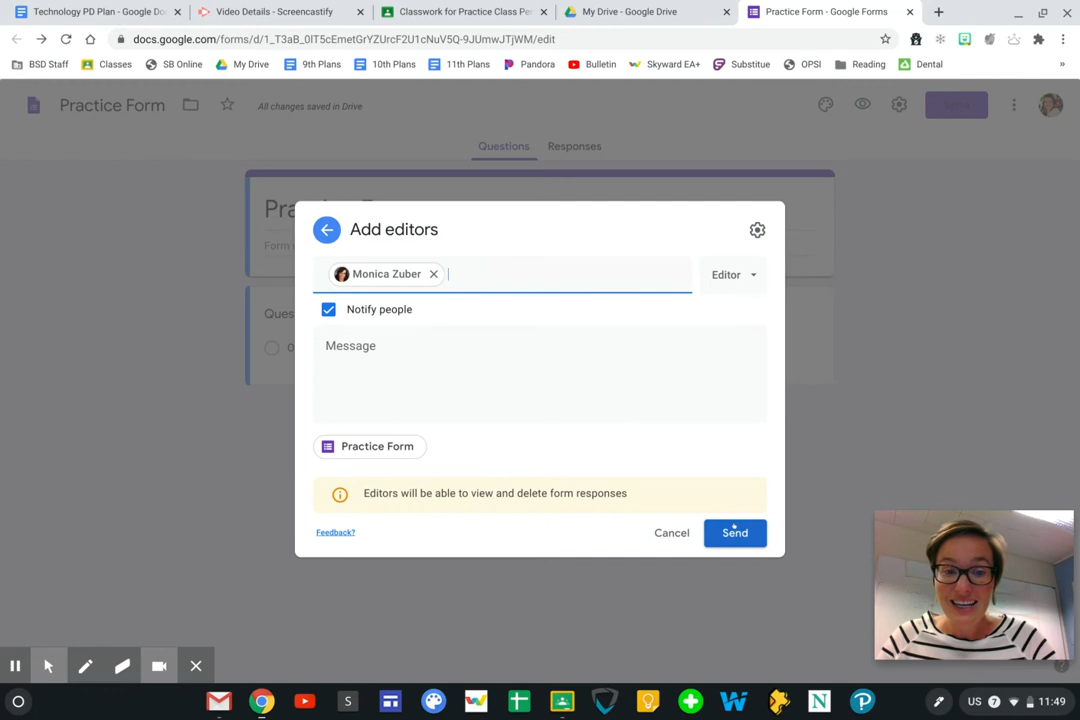 Technology PD Plan - Google Do
Video Details - Screencastify
Classwork for Practice Class Pe
My Drive - Google Drive
Practice Form - Google Forms
docs.google.com/forms/d/1_T3aB_0IT5cEmetGrYZUrcF2U1cNuV5Q-9JUmwJTjWM/edit
BSD Staff
Classes
SB Online
My Drive
9th Plans
10th Plans
11th Plans
Pandora
Bulletin
Skyward EA+
Substitue
OPSI
Reading
Dental
»
Practice Form
All changes saved in Drive
Send
Questions
Responses
Pra
Form
Ques
O
Add editors
Monica Zuber
Editor
Notify people
Message
Practice Form
Editors will be able to view and delete form responses
Feedback?
Cancel
Send
S
W
N
US
7
11:49